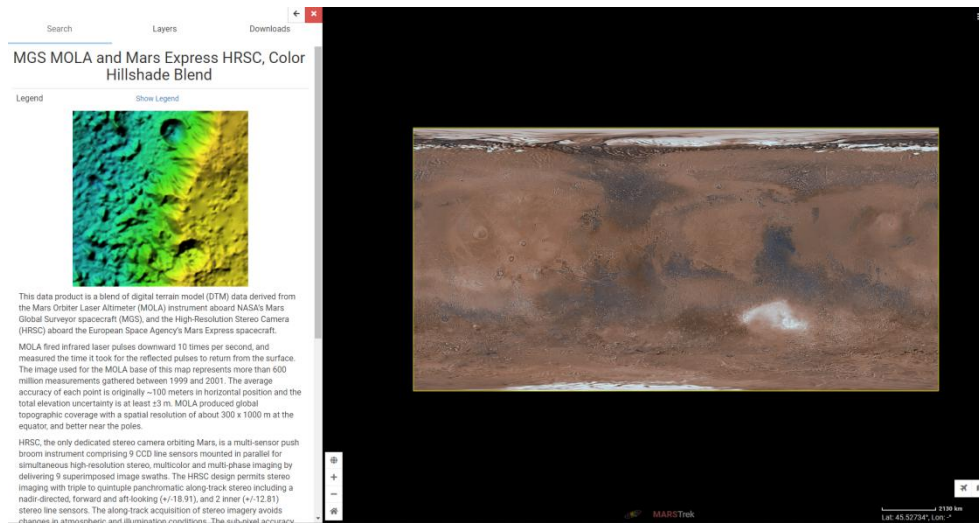 Search Layers Downloads
MGS MOLA and Mars Express HRSC, Color
Hillshade Blend
Legend Show Legend
This data product is a blend of digital terrain model (DTM) data derived from
the Mars Orbiter Laser Altimeter (MOLA) instrument aboard NASA's Mars
Global Surveyor spacecraft (MGS), and the High-Resolution Stereo Camera
(HRSC) aboard the European Space Agency's Mars Express spacecraft.
MOLA fired infrared laser pulses downward 10 times per second, and
measured the time it took for the reflected pulses to return from the surface.
The image used for the MOLA base of this map represents more than 600
million measurements gathered between 1999 and 2001. The average
accuracy of each point is originally ~100 meters in horizontal position and the
total elevation uncertainty is at least ±3 m. MOLA produced global
topographic coverage with a spatial resolution of about 300 x 1000 m at the
equator, and better near the poles.
HRSC, the only dedicated stereo camera orbiting Mars, is a multi-sensor push
broom instrument comprising 9 CCD line sensors mounted in parallel for
simultaneous high-resolution stereo, multicolor and multi-phase imaging by
delivering 9 superimposed image swaths. The HRSC design permits stereo
imaging with triple to quintuple panchromatic along-track stereo including a
nadir-directed, forward and aft-looking (+/-18.91), and 2 inner (+/-12.81)
stereo line sensors. The along-track acquisition of stereo imagery avoids
changes in atmospheric and illumination conditions. The sub-pixel accuracy
MARSTrek
2130 km
Lat: 45.52734°, Lon: -°